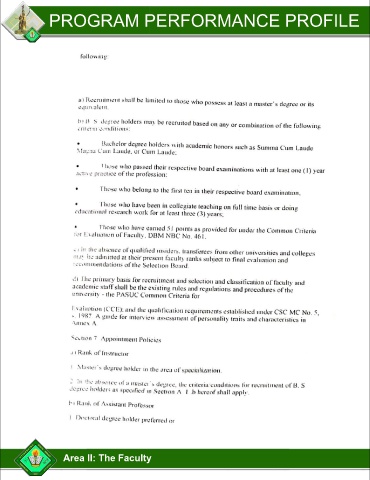 PROGRAM PERFORMANCE PROFILE
following:
a) Recruitment shall be limited to those who possess at least a master's degree or its
equivalent.
b) B. S. degree holders may be recruited based on any or combination of the following
criteria/conditions:
• Bachelor degree holders with academic honors such as Summa Cum Laude
Magna Cum Laude, or Cum Laude;
• Those who passed their respective board examinations with at least one (1) year
active practice of the profession:
• Those who belong to the first ten in their respective board examination;
• Those who have been in collegiate teaching on full time basis or doing
educational research work for at least three (3) years;
• Those who have earned 51 points as provided for under the Common Criteria
for Evaluation of Faculty, DBM NBC No. 461;
c) In the absence of qualified insiders, transferees from other universities and colleges
may be admitted at their present faculty ranks subject to final evaluation and
recommendations of the Selection Board
d) The primary basis for recruitment and selection and classification of faculty and
academic staff shall be the existing rules and regulations and procedures of the
university - the PASUC Common Criteria for
Evaluation (CCE); and the qualification requirements established under CSC MC No. 5,
s. 1987. A guide for interview assessment of personality traits and characteristics in
Annex A.
Section 7. Appointment Policies
a) Rank of Instructor
1. Master's degree holder in the area of specialization.
2. In the absence of a master's degree, the criteria/conditions for recruitment of B. S.
degree holders as specified in Section A. 1. b hereof shall apply.
b) Rank of Assistant Professor
1. Doctoral degree holder preferred or
Area II: The Faculty